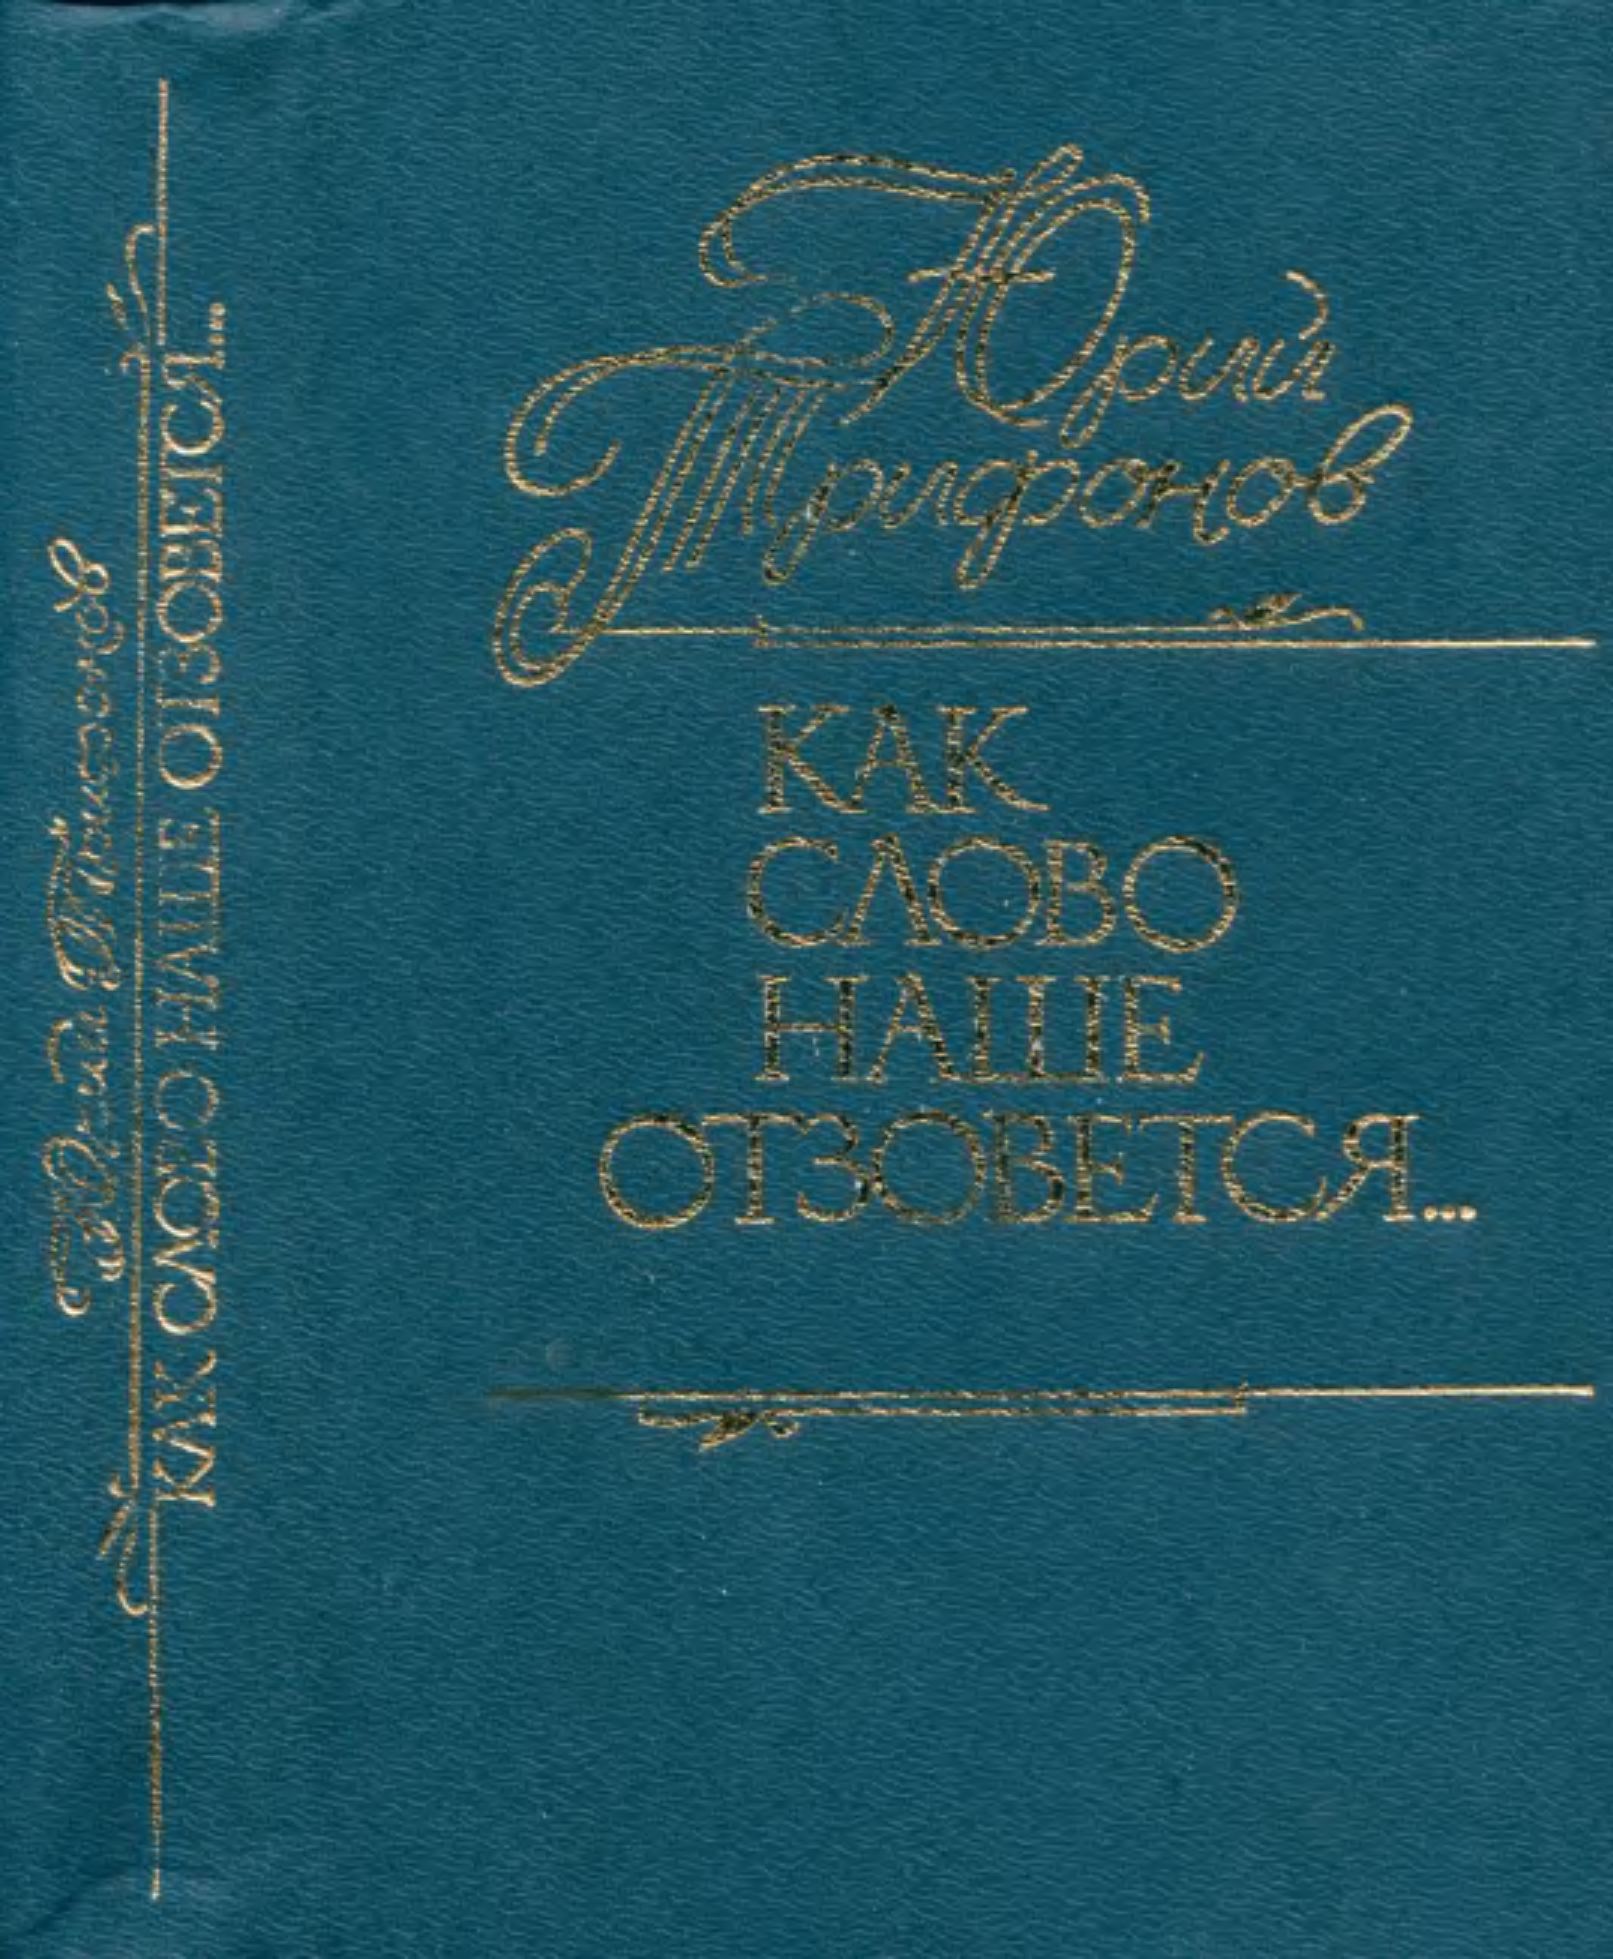 Юрий Трифонов
КАК СЛОВО НАШЕ ОТЗОВЕТСЯ...
Юрий
Трифонов
КАК
СЛОВО
НАШЕ
ОТЗОВЕТСЯ...